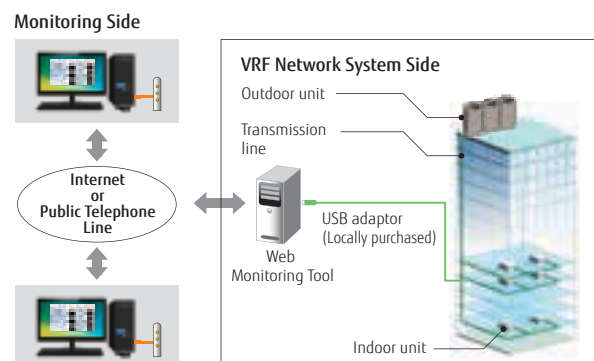 Monitoring Side
Internet
or
Public Telephone
Line
VRF Network System Side
Outdoor unit
Transmission
line
USB adaptor
(Locally purchased)
Web
Monitoring Tool
Indoor unit